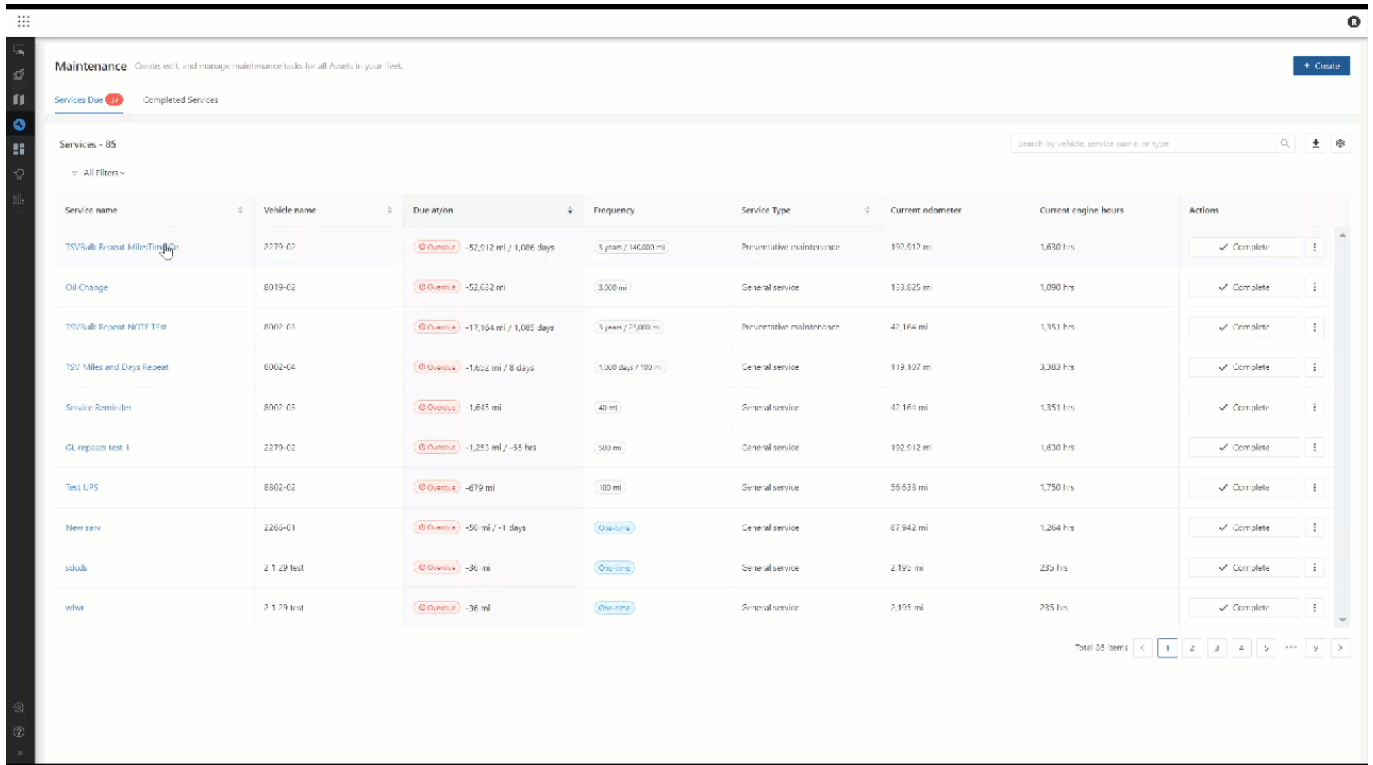 R
Maintenance Create, edit, and manage maintenance tasks for all Assets in your fleet.
+ Create
Services Due Completed Services
Services - 85
Search by vehicle, service name, or type
All Filters
Service name Vehicle name Due at/on Frequency Service Type Current odometer Current engine hours Actions
TSVBulk Repeat 2279-02 Overdue -52,912 mi / 1,086 days 3 years / 140,000 mi Preventative maintenance 192,912 mi 1,630 hrs Complete
Oil Change 8019-02 Overdue -52,632 mi 3,000 mi General service 133,825 mi 1,090 hrs Complete
TSVBulk Repeat NOTE TEst 8002-03 Overdue -17,164 mi / 1,085 days 3 years / 25,000 mi Preventative maintenance 42,164 mi 1,351 hrs Complete
TSV Miles and Days Repeat 8002-04 Overdue -1,652 mi / 8 days 1,000 days / 100 mi General service 119,107 mi 3,383 hrs Complete
Service Reminder 8002-03 Overdue -1,645 mi 40 mi General service 42,164 mi 1,351 hrs Complete
GL repeats test 1 2279-02 Overdue -1,253 mi / -55 hrs 500 mi General service 192,912 mi 1,630 hrs Complete
Test UPS 8802-02 Overdue -679 mi 100 mi General service 56,638 mi 1,750 hrs Complete
New serv 2266-01 Overdue -50 mi / -1 days One-time General service 67,942 mi 1,264 hrs Complete
2 1 29 test Overdue -36 mi One-time General service 2,195 mi 235 hrs Complete
2 1 29 test Overdue -36 mi One-time General service 2,195 mi 235 hrs Complete
Total 85 items < 1 2 3 4 5 ••• 9 >